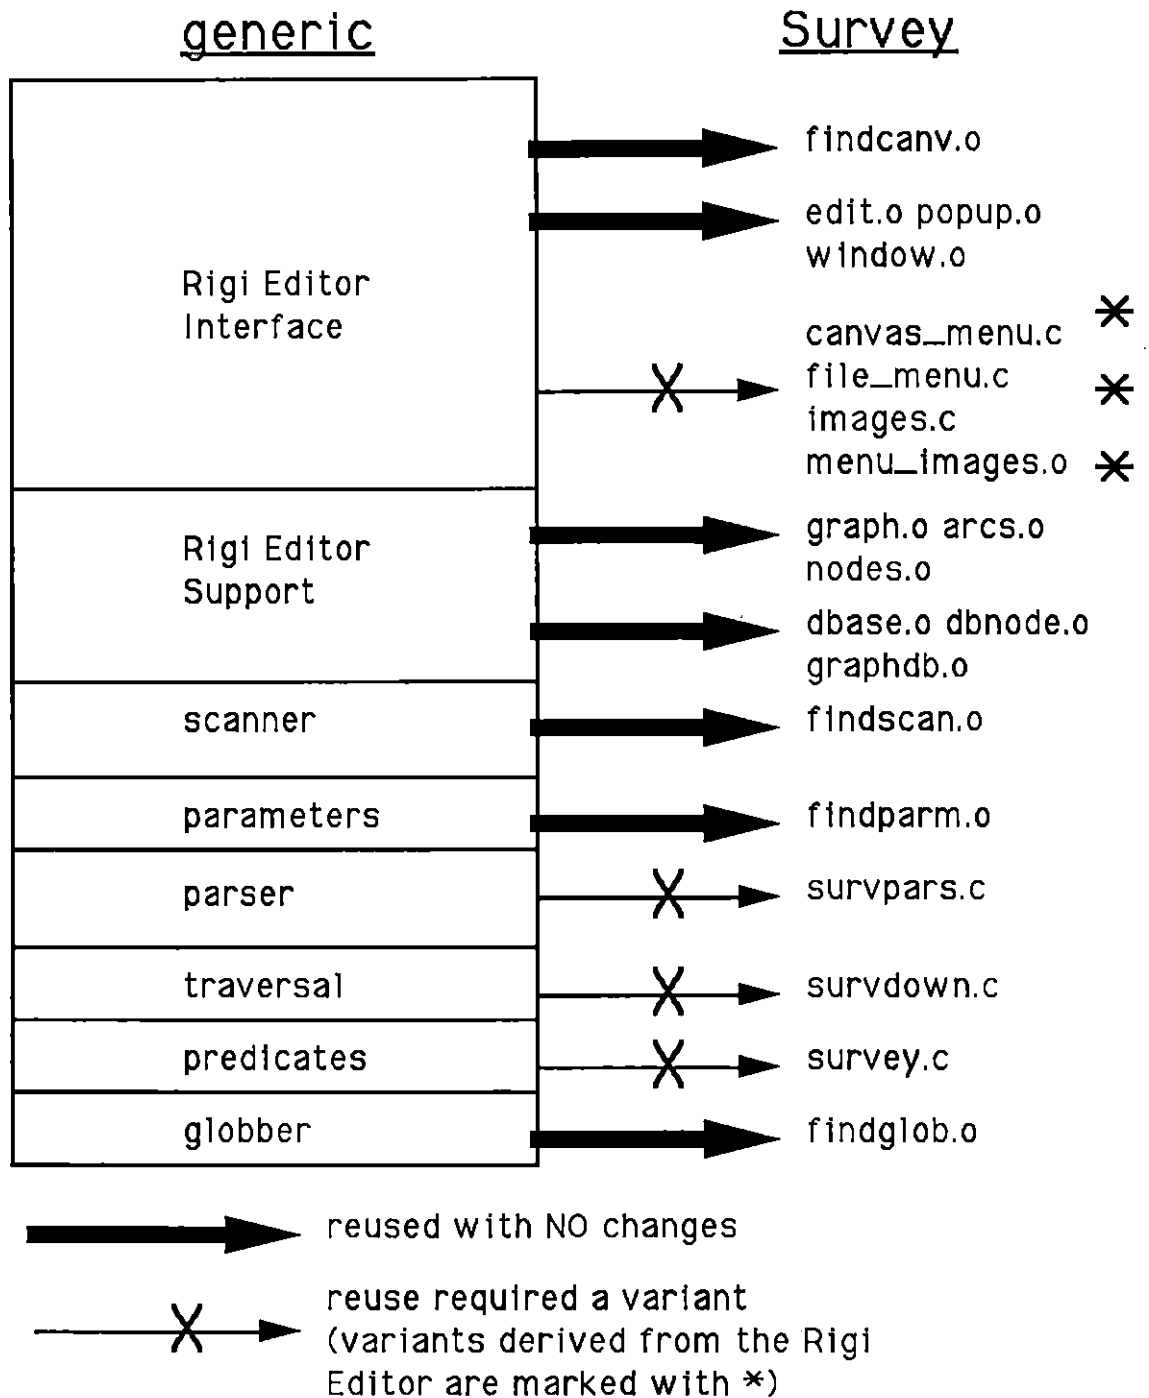 generic
Survey
findcanv.o
edit.o popup.o
window.o
Rigi Editor
Interface
canvas_menu.c *
file_menu.c *
images.c
menu_images.o *
Rigi Editor
Support
graph.o arcs.o
nodes.o
dbase.o dbnode.o
graphdb.o
scanner
findscan.o
parameters
findparm.o
parser
survpars.c
traversal
survdown.c
predicates
survey.c
globber
findglob.o
reused with NO changes
reuse required a variant
(variants derived from the Rigi
Editor are marked with *)